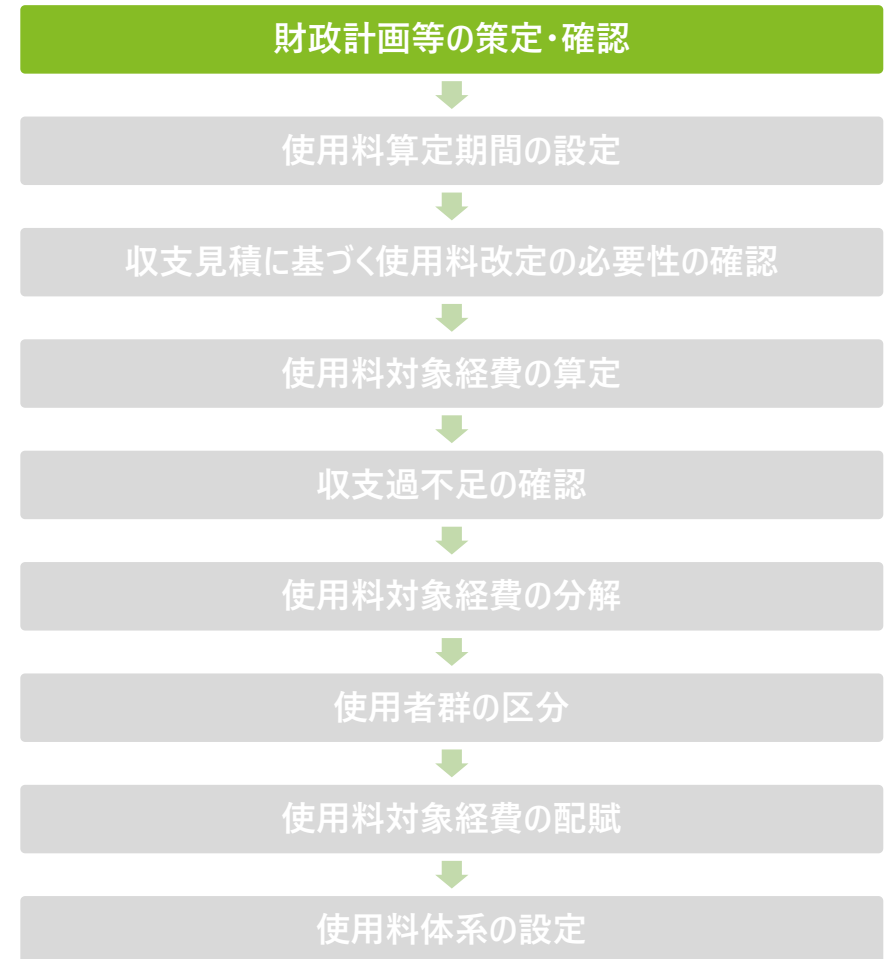 財政計画等の策定・確認
使用料算定期間の設定
収支見積に基づく使用料改定の必要性の確認
使用料対象経費の算定
収支過不足の確認
使用料対象経費の分解
使用者群の区分
使用料対象経費の配賦
使用料体系の設定